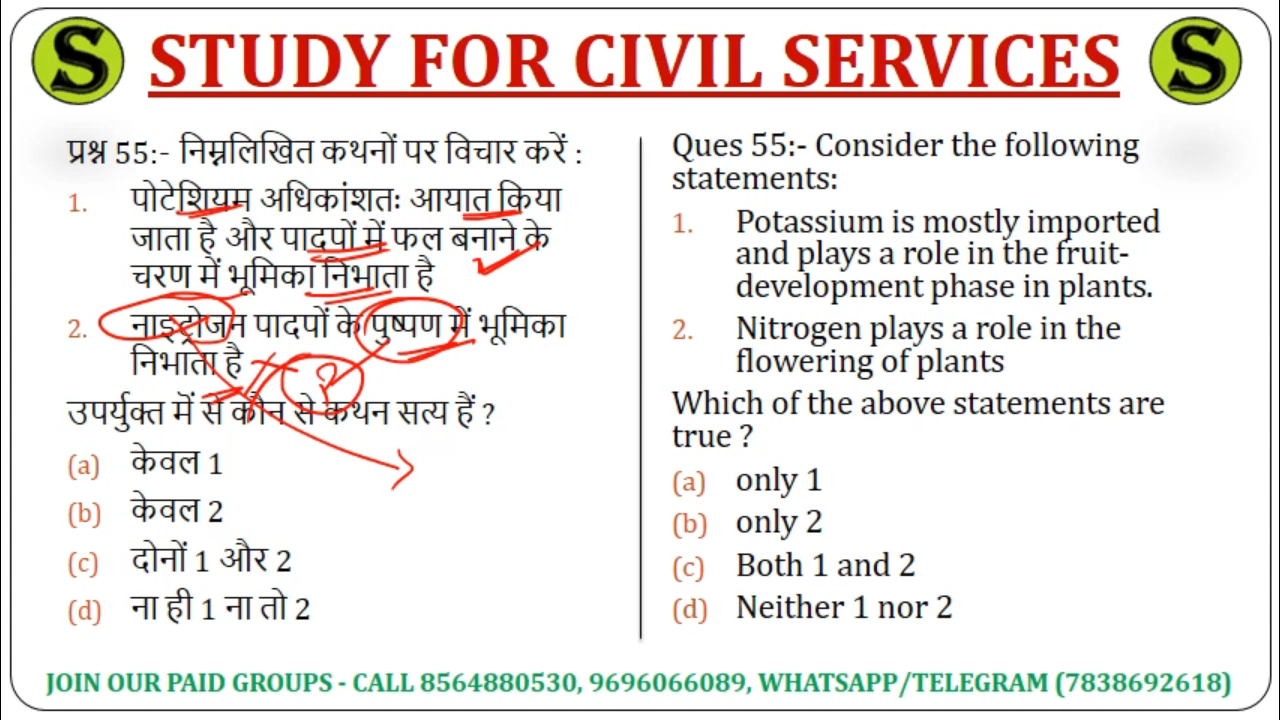 S
STUDY FOR CIVIL SERVICES
S
प्रश्न 55:- निम्नलिखित कथनों पर विचार करें :
1. पोटेशियम अधिकांशतः आयात किया
जाता है और पादपों में फल बनाने के
चरण में भूमिका निभाता है
2. नाइट्रोजन पादपों के पुष्पण में भूमिका
निभाता है
P
उपर्युक्त में से कौन से कथन सत्य हैं ?
(a) केवल 1
(b) केवल 2
(c) दोनों 1 और 2
(d) ना ही 1 ना तो 2
Ques 55:- Consider the following
statements:
1. Potassium is mostly imported
and plays a role in the fruit-
development phase in plants.
2. Nitrogen plays a role in the
flowering of plants
Which of the above statements are
true ?
(a) only 1
(b) only 2
(c) Both 1 and 2
(d) Neither 1 nor 2
JOIN OUR PAID GROUPS - CALL 8564880530, 9696066089, WHATSAPP/TELEGRAM (7838692618)